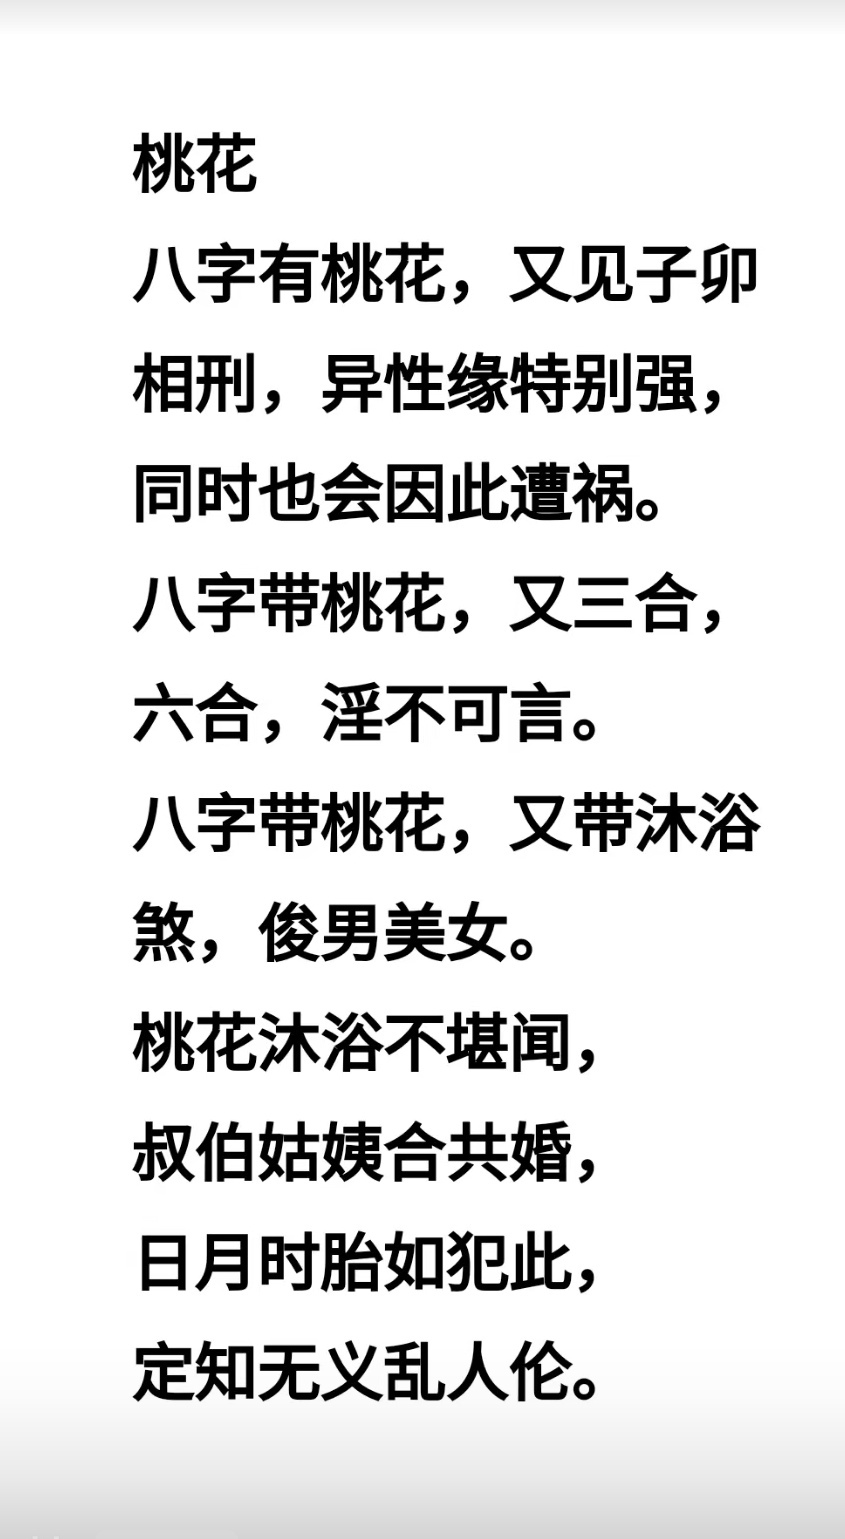 桃花
八字有桃花，又见子卯
相刑，异性缘特别强，
同时也会因此遭祸。
八字带桃花，又三合，
六合，淫不可言。
八字带桃花，又带沐浴
煞，俊男美女。
桃花沐浴不堪闻，
叔伯姑姨合共婚，
日月时胎如犯此，
定知无义乱人伦。